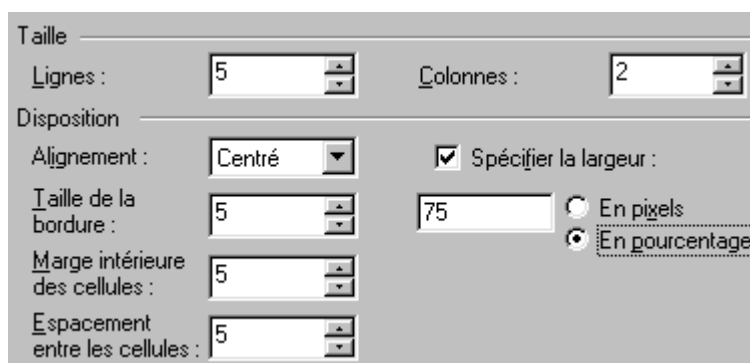 Taille
Lignes : 5 Colonnes : 2
Disposition
Alignement : Centré Spécifier la largeur :
Taille de la
bordure : 5 75 En pixels
En pourcentage
Marge intérieure
des cellules : 5
Espacement
entre les cellules : 5